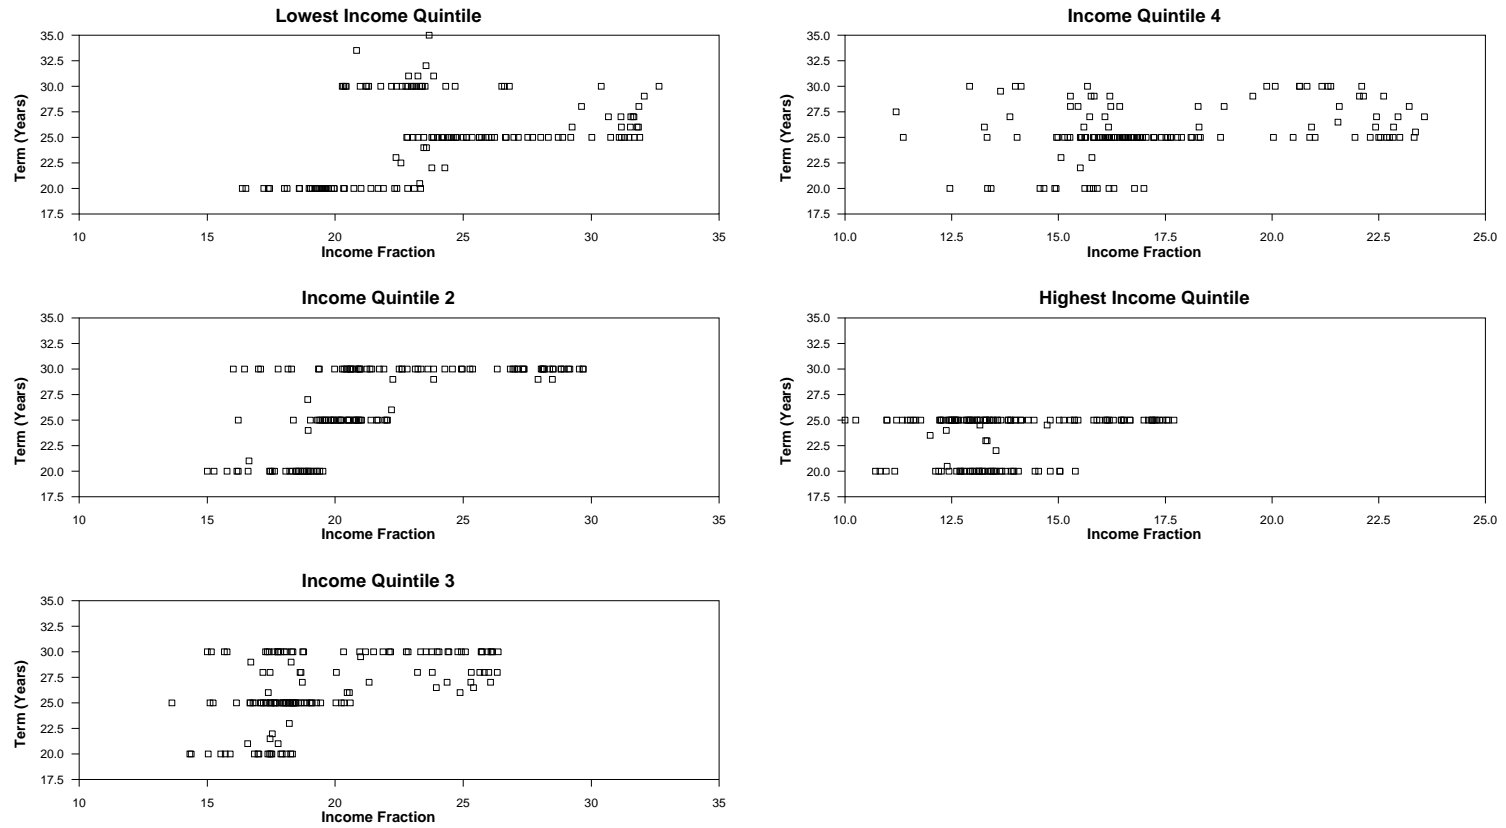 Lowest Income Quintile
35.0
32.5
30.0
27.5
25.0
22.5
20.0
17.5
Term (Years)
10 15 20 25 30 35
Income Fraction
Income Quintile 4
35.0
32.5
30.0
27.5
25.0
22.5
20.0
17.5
Term (Years)
10.0 12.5 15.0 17.5 20.0 22.5 25.0
Income Fraction
Income Quintile 2
35.0
32.5
30.0
27.5
25.0
22.5
20.0
17.5
Term (Years)
10 15 20 25 30 35
Income Fraction
Highest Income Quintile
35.0
32.5
30.0
27.5
25.0
22.5
20.0
17.5
Term (Years)
10.0 12.5 15.0 17.5 20.0 22.5 25.0
Income Fraction
Income Quintile 3
35.0
32.5
30.0
27.5
25.0
22.5
20.0
17.5
Term (Years)
10 15 20 25 30 35
Income Fraction